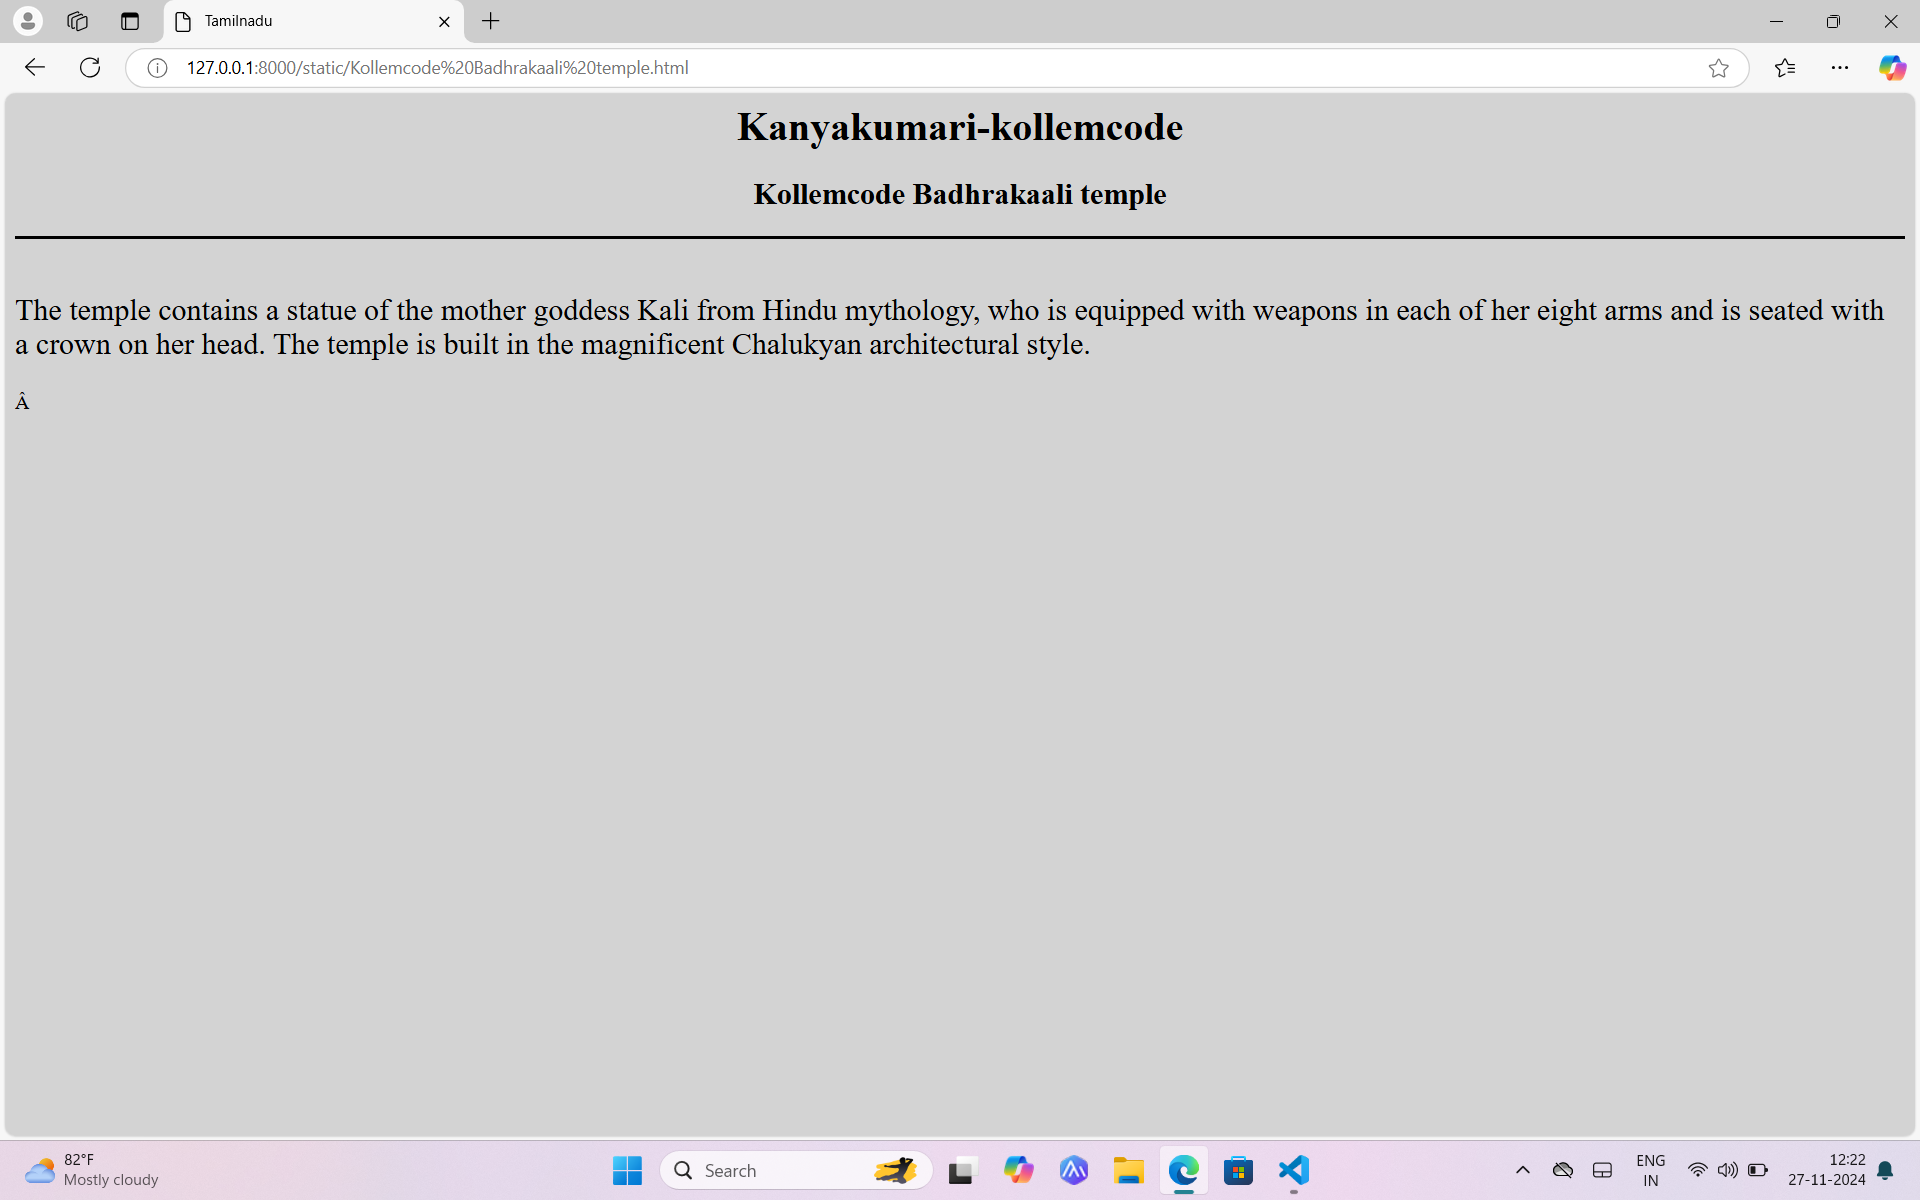 Tamilnadu
127.0.0.1:8000/static/Kollemcode%20Badhrakaali%20temple.html
Kanyakumari-kollemcode
Kollemcode Badhrakaali temple
The temple contains a statue of the mother goddess Kali from Hindu mythology, who is equipped with weapons in each of her eight arms and is seated with
a crown on her head. The temple is built in the magnificent Chalukyan architectural style.
Â
82°F
Mostly cloudy
Search
ENG
IN
12:22
27-11-2024